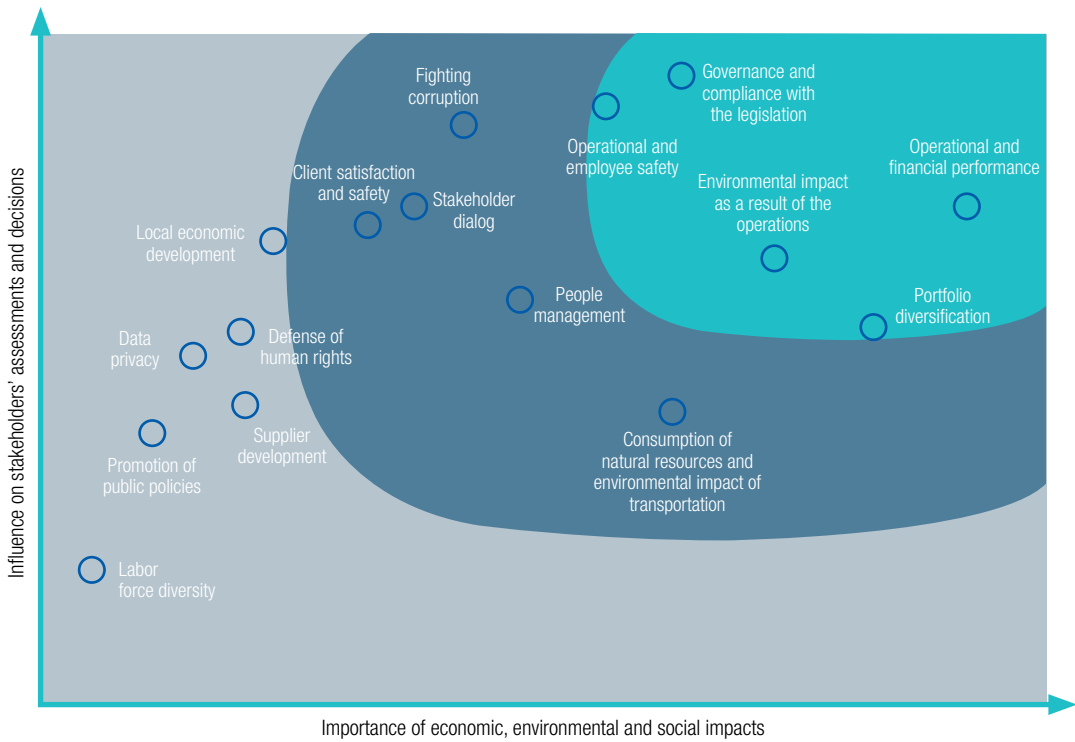 Influence on stakeholders' assessments and decisions
Fighting
corruption
Governance and
compliance with
the legislation
Operational and
employee safety
Operational and
financial performance
Client satisfaction
and safety
Stakeholder
dialog
Environmental impact
as a result of the
operations
Local economic
development
People
management
Portfolio
diversification
Data
privacy
Defense of
human rights
Supplier
development
Promotion of
public policies
Consumption of
natural resources and
environmental impact of
transportation
Labor
force diversity
Importance of economic, environmental and social impacts